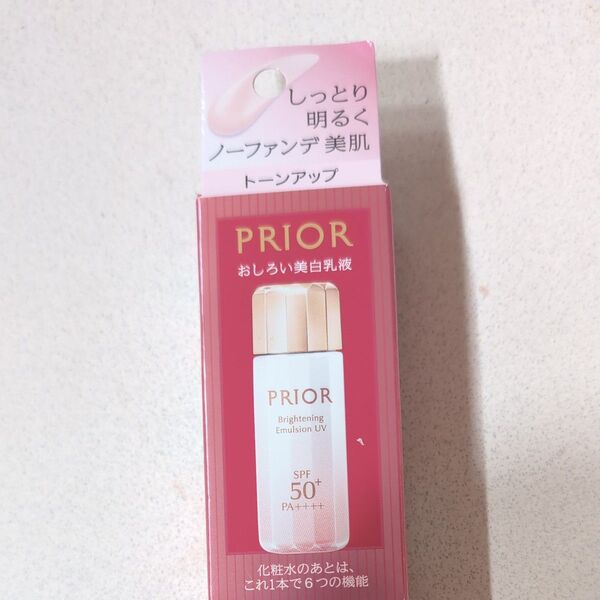 しっとり
明るく
ノーファンデ美肌
トーンアップ
PRIOR
おしろい美白乳液
PRIOR
Brightening
Emulsion UV
SPF
50+
PA++++
化粧水のあとは、
これ1本で6つの機能